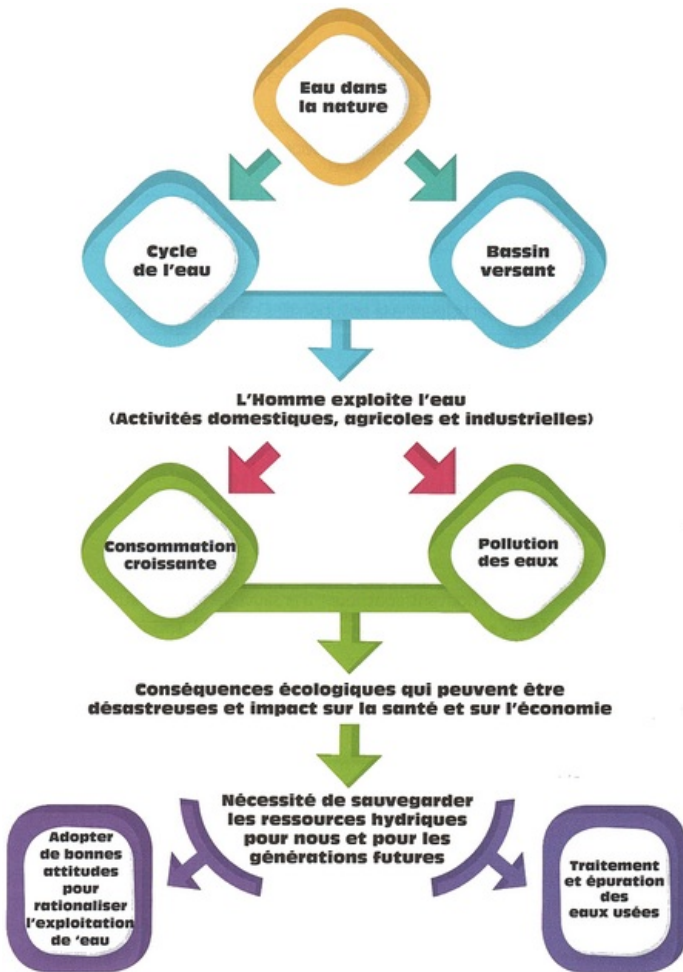 Eau dans
la nature
Cycle
de l'eau
Bassin
versant
L'Homme exploite l'eau
(Activités domestiques, agricoles et industrielles)
Consommation
croissante
Pollution
des eaux
Conséquences écologiques qui peuvent être
désastreuses et impact sur la santé et sur l'économie
Nécessité de sauvegarder
les ressources hydriques
pour nous et pour les
générations futures
Adopter
de bonnes
attitudes
pour
rationaliser
l'exploitation
de 'eau
Traitement
et épuration
des
eaux usées